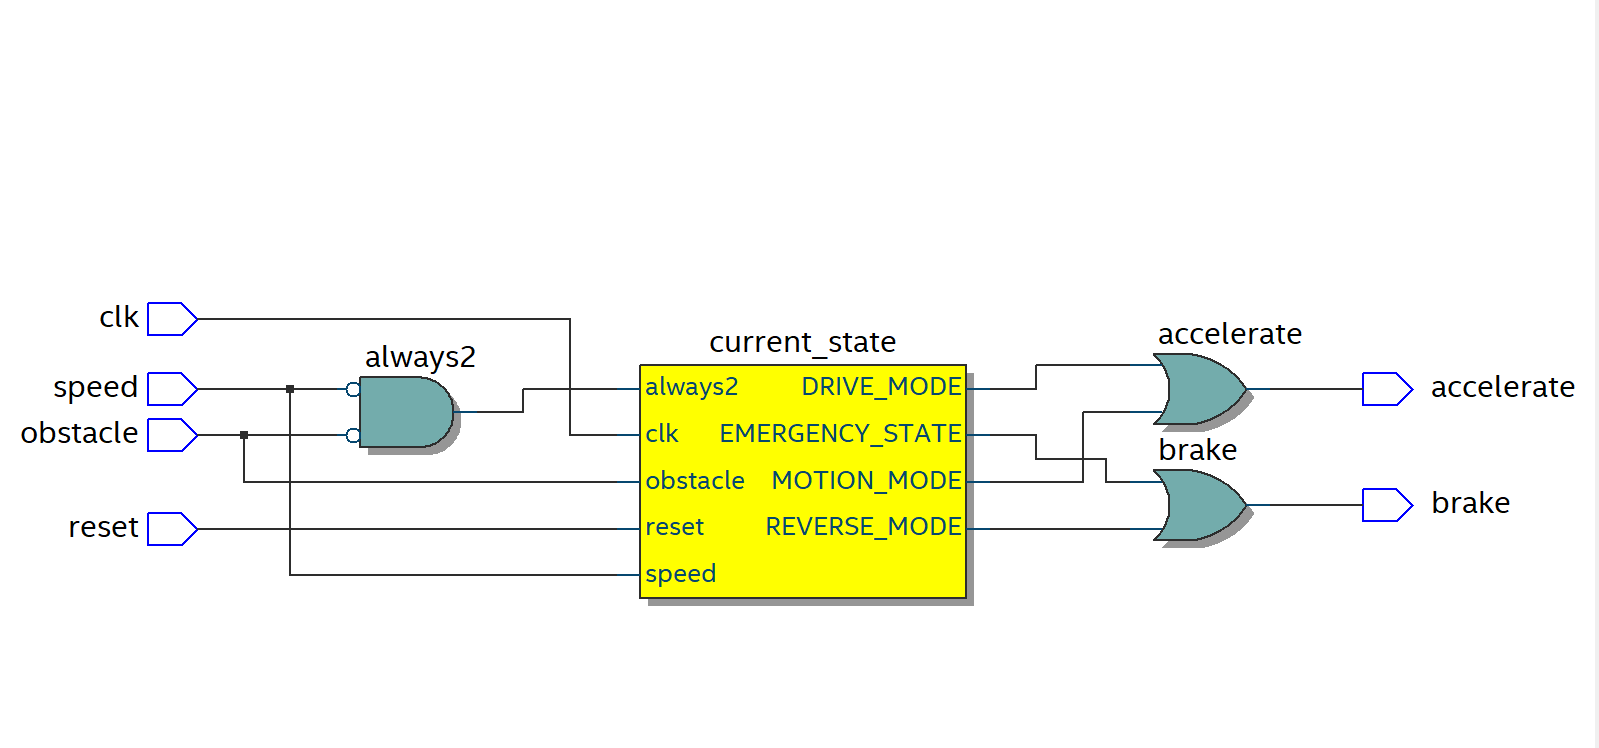 clk
speed
obstacle
reset
always2
current_state
always2
clk
obstacle
reset
speed
DRIVE_MODE
EMERGENCY_STATE
MOTION_MODE
REVERSE_MODE
accelerate
brake
accelerate
brake